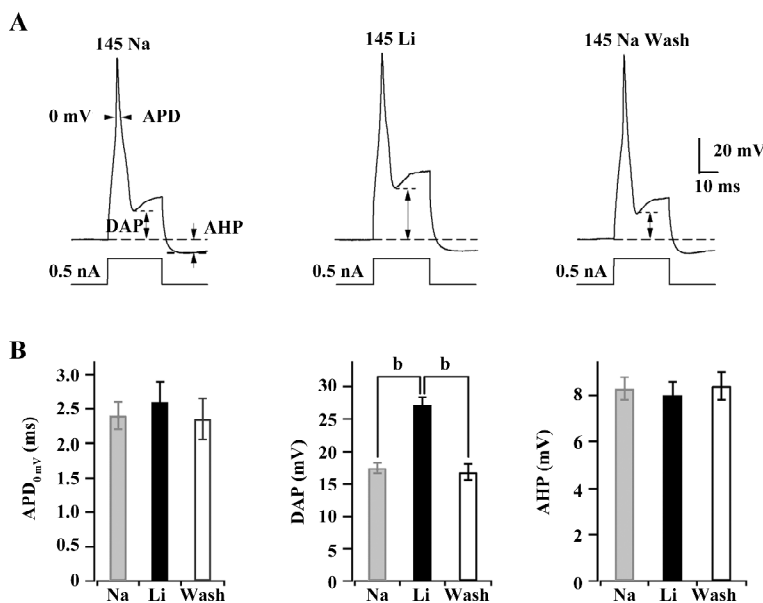 A
145 Na
145 Li
145 Na Wash
0 mV
APD
20 mV
10 ms
DAP
AHP
0.5 nA
0.5 nA
0.5 nA
B
APD0 mV (ms)
3.0
2.5
2.0
1.5
1.0
0.5
0
Na
Li
Wash
DAP (mV)
b
b
30
25
20
15
10
5
0
Na
Li
Wash
AHP (mV)
8
6
4
2
0
Na
Li
Wash